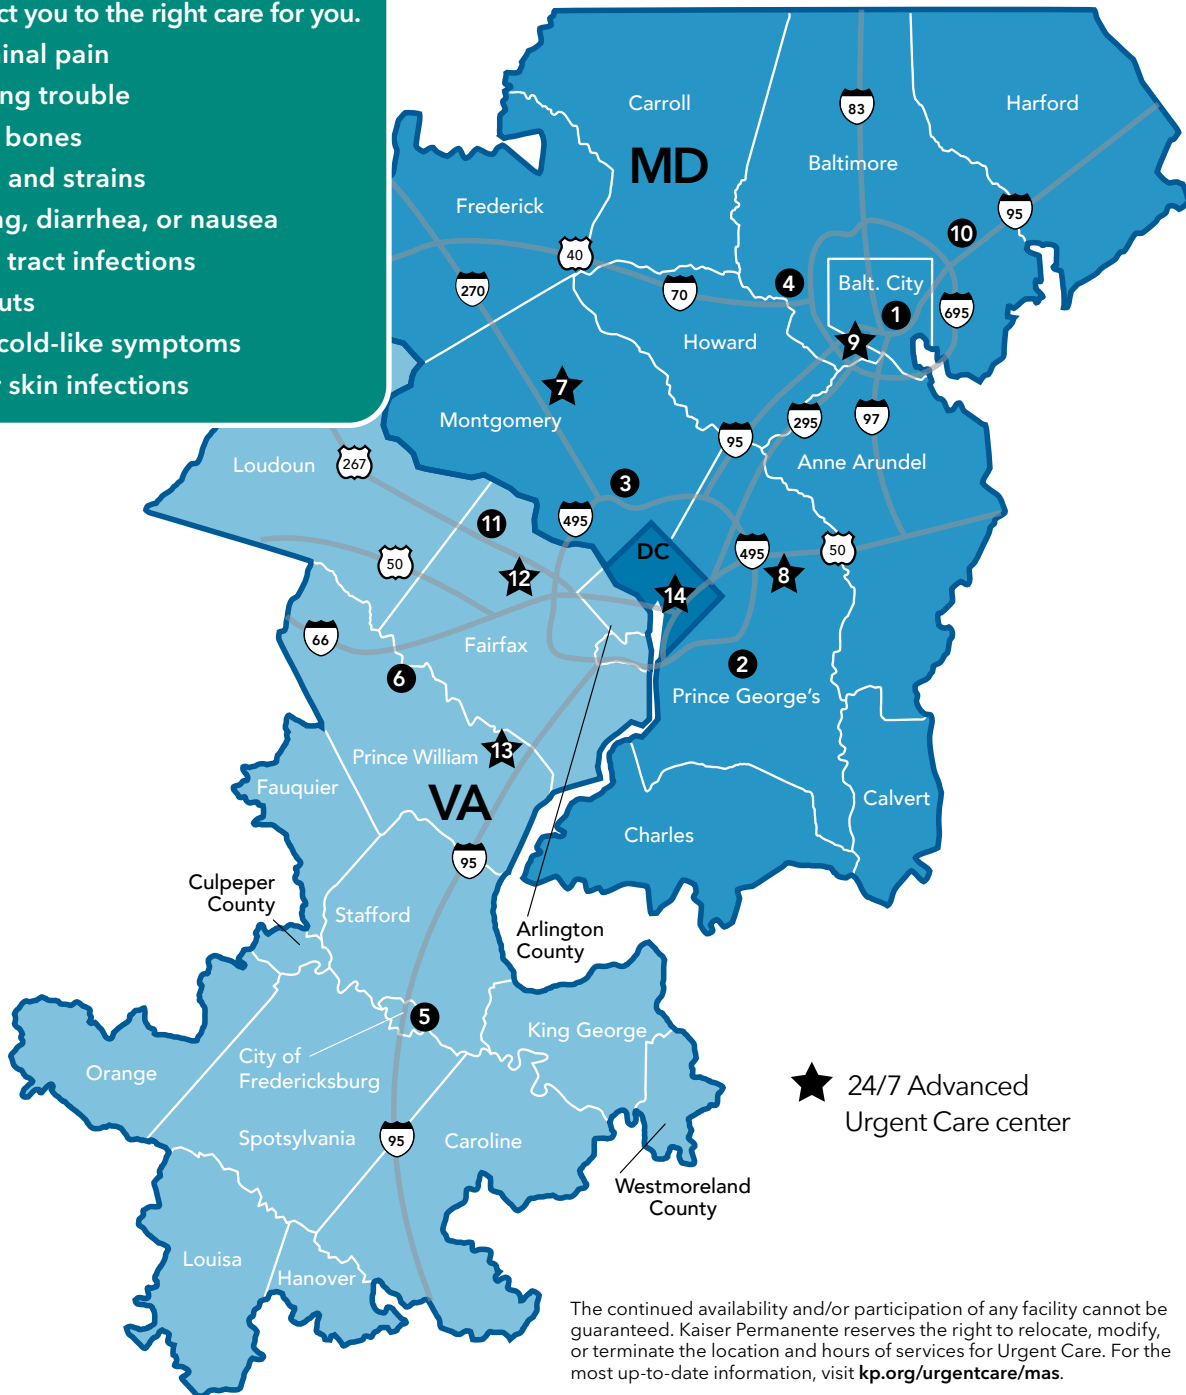 ct you to the right care for you.
inal pain
ng trouble
bones
and strains
ng, diarrhea, or nausea
tract infections
uts
cold-like symptoms
skin infections
Carroll
Harford
83
MD
Baltimore
Frederick
95
10
40
270
70
4
Balt. City
1
695
Howard
9
7
Montgomery
295
97
95
Anne Arundel
Loudoun
267
3
11
495
DC
495
50
50
12
8
14
66
Fairfax
6
2
Prince George's
Prince William
13
Fauquier
VA
Calvert
Charles
95
Culpeper
County
Stafford
Arlington
County
5
King George
City of
Fredericksburg
Orange
24/7 Advanced
Urgent Care center
Spotsylvania
95
Caroline
Westmoreland
County
Louisa
Hanover
The continued availability and/or participation of any facility cannot be
guaranteed. Kaiser Permanente reserves the right to relocate, modify,
or terminate the location and hours of services for Urgent Care. For the
most up-to-date information, visit kp.org/urgentcare/mas.